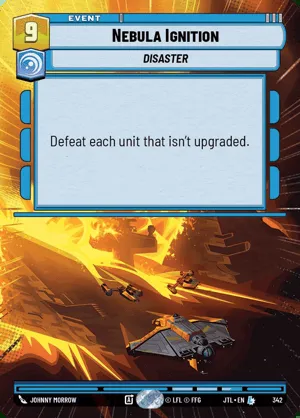 9
EVENT
NEBULA IGNITION
DISASTER
Defeat each unit that isn't upgraded.
JOHNNY MORROW
© LFL © FFG
JTL • EN
342